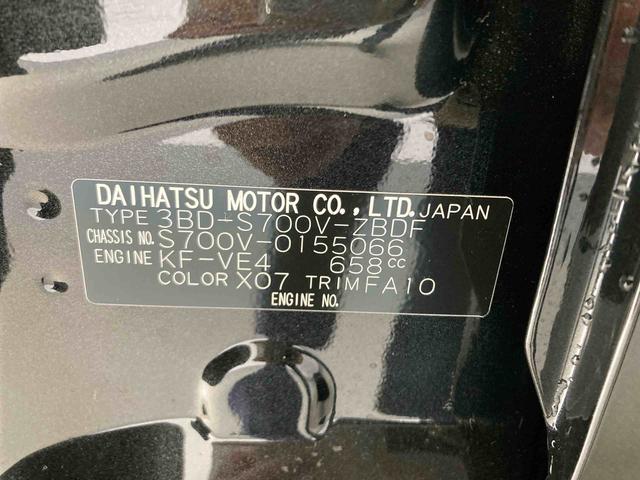 DAIHATSU MOTOR CO., LTD. JAPAN
TYPE 3BD-S700V-ZBDF
CHASSIS NO. S700V-0155066
ENGINE KF-VE4 658cc
COLOR X07 TRIM FA10
ENGINE NO.